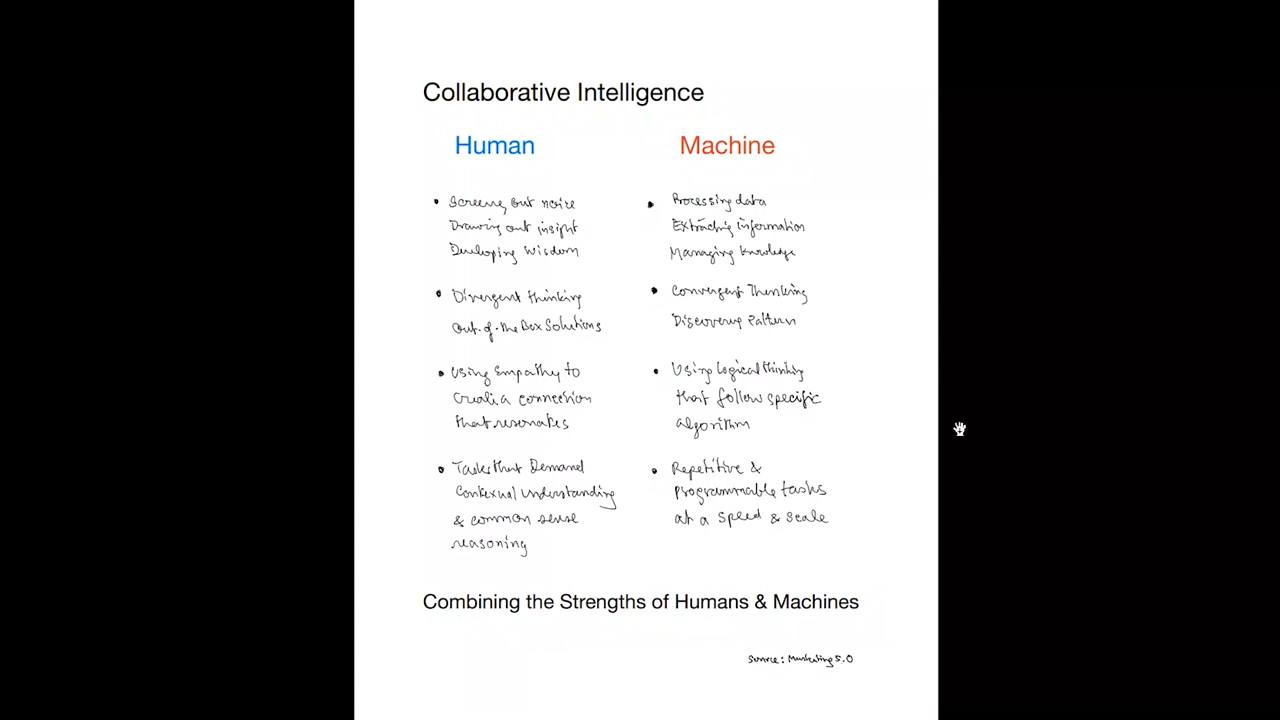 Collaborative Intelligence
Human
Screening out noise
Drawing out insight
Developing Wisdom
Divergent thinking
Out-of-the Box Solutions
Using Empathy to
Create a connection
that resonates
Tasks that Demand
Contexual understanding
& common sense
reasoning
Machine
Processing data
Extracting information
Managing knowledge
Convergent Thinking
Discovering Pattern
Using logical thinking
that follow specific
algorithm
Repetitive &
programmable tasks
at a speed & scale
Combining the Strengths of Humans & Machines
Source: Marketing 5.0